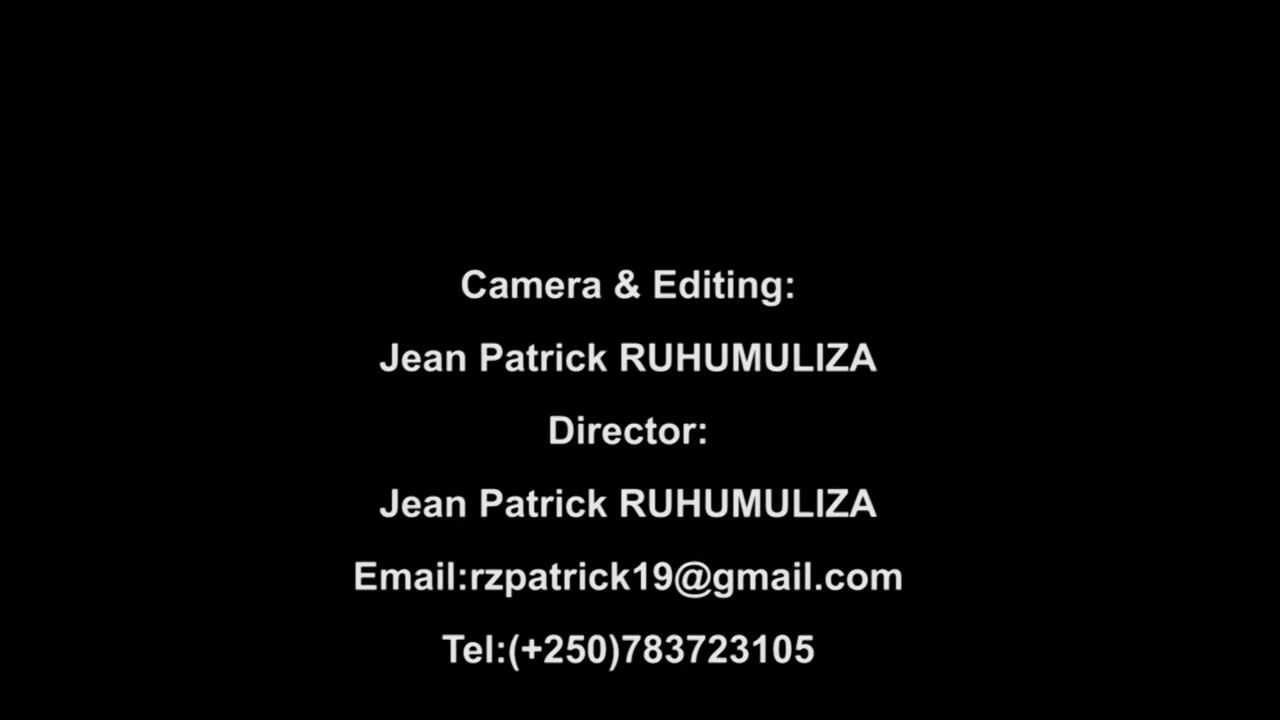 Camera & Editing:
Jean Patrick RUHUMULIZA
Director:
Jean Patrick RUHUMULIZA
Email:rzpatrick19@gmail.com
Tel:(+250)783723105